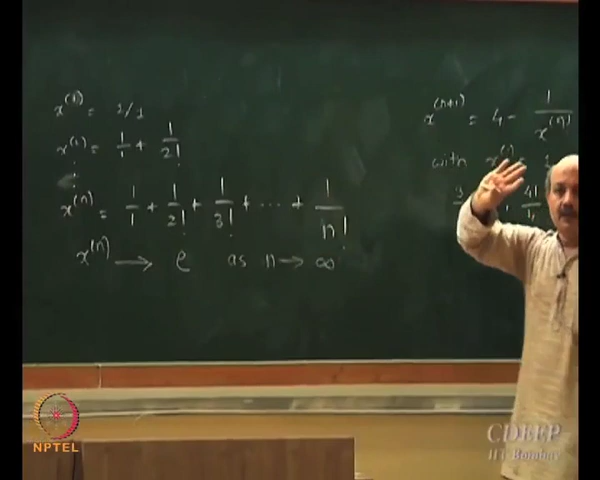 x^(1) = 1/1
x^(2) = 1/1 + 1/2!
x^(n) = 1/1 + 1/2! + 1/3! + ... + 1/n!
x^(n) → e as n → ∞
x^(n+1) = 4 - 1/x^(n)
with
NPTEL
CDEEP
IIT Bombay